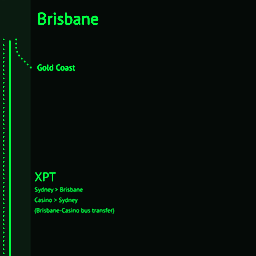 Brisbane
Gold Coast
XPT
Sydney > Brisbane
Casino > Sydney
(Brisbane-Casino bus transfer)